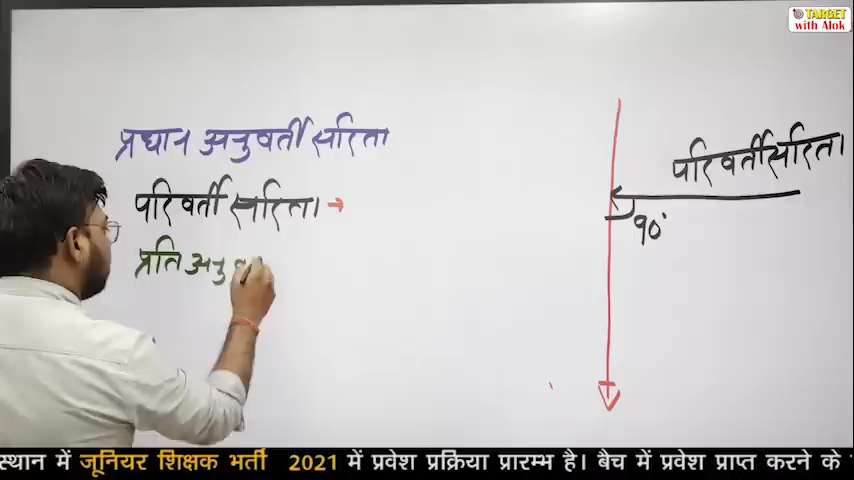 TARGET
with Alok
प्रधान अनुवर्ती सरिता
परिवर्ती सरिता
प्रति अनु
परिवर्ती सरिता
90°
स्थान में जूनियर शिक्षक भर्ती 2021 में प्रवेश प्रक्रिया प्रारम्भ है। बैच में प्रवेश प्राप्त करने के